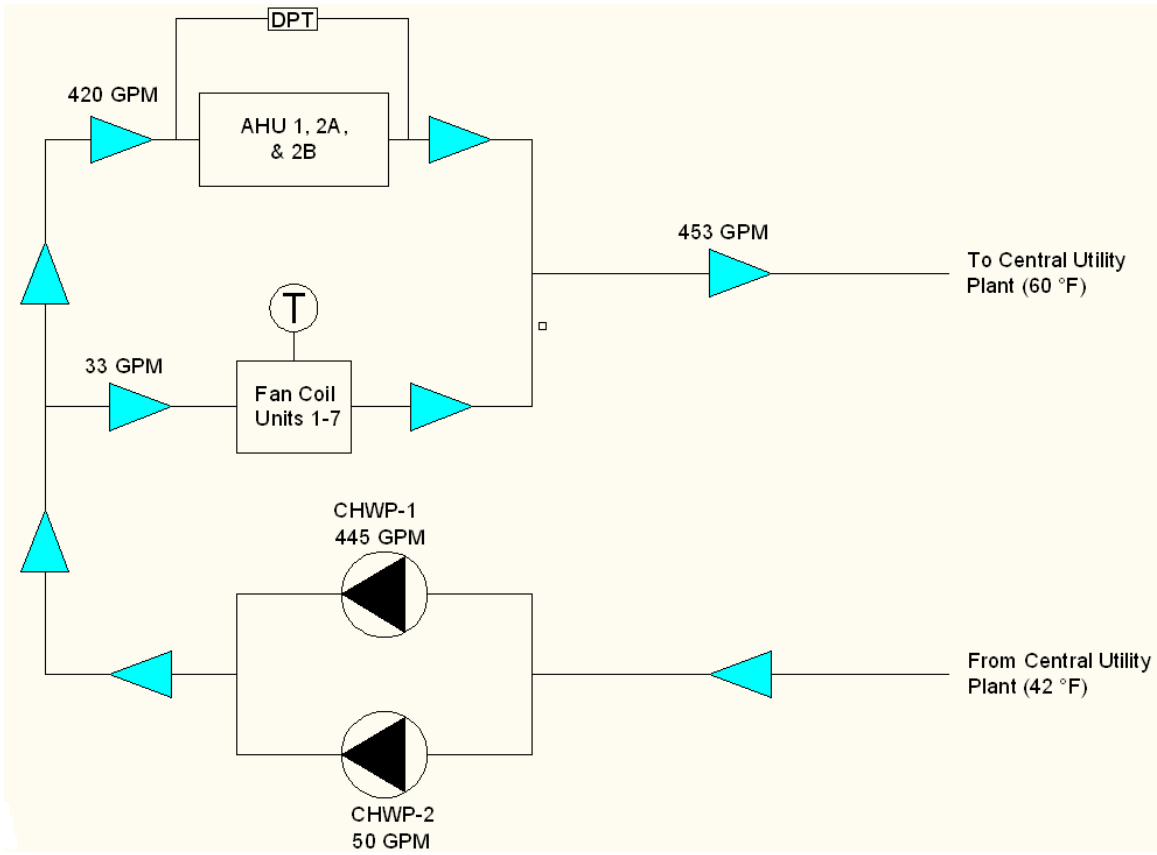 DPT
420 GPM
AHU 1, 2A,
& 2B
453 GPM
To Central Utility
Plant (60 °F)
T
33 GPM
Fan Coil
Units 1-7
CHWP-1
445 GPM
From Central Utility
Plant (42 °F)
CHWP-2
50 GPM